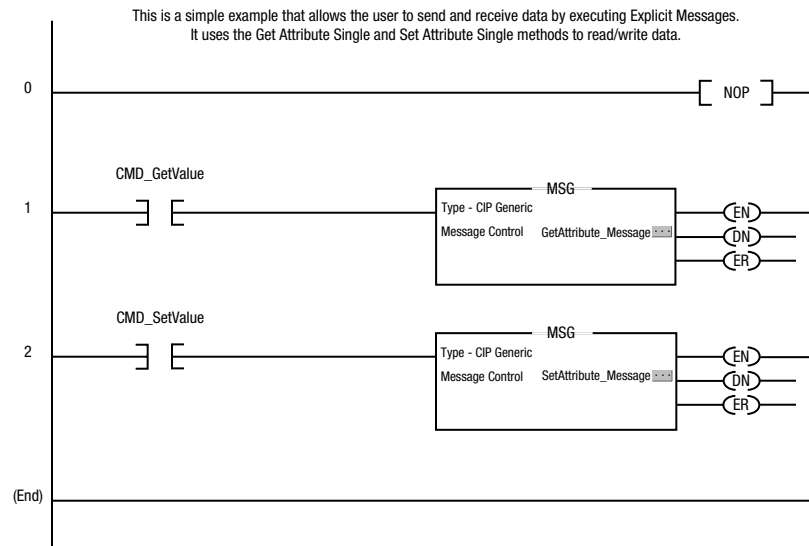 This is a simple example that allows the user to send and receive data by executing Explicit Messages.
It uses the Get Attribute Single and Set Attribute Single methods to read/write data.
0
NOP
CMD_GetValue
1
MSG
Type - CIP Generic
Message Control GetAttribute_Message ...
EN
DN
ER
CMD_SetValue
2
MSG
Type - CIP Generic
Message Control SetAttribute_Message ...
EN
DN
ER
(End)